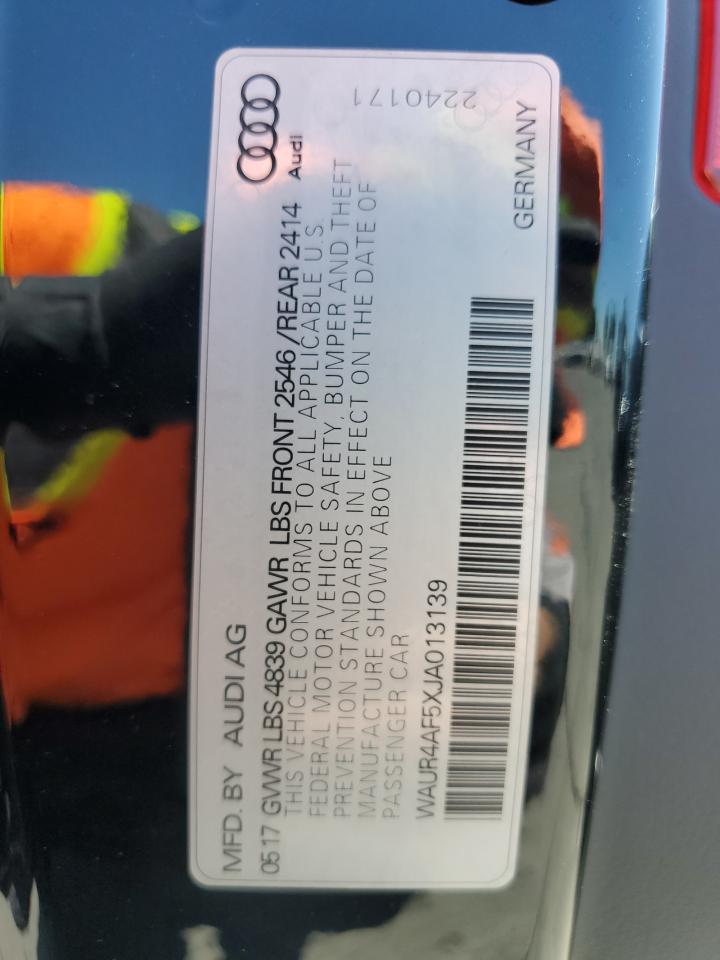 MFD. BY AUDI AG
Audi
0517 GVWR LBS 4839 GAWR LBS FRONT 2546 /REAR 2414
THIS VEHICLE CONFORMS TO ALL APPLICABLE U.S.
FEDERAL MOTOR VEHICLE SAFETY, BUMPER AND THEFT
PREVENTION STANDARDS IN EFFECT ON THE DATE OF
MANUFACTURE SHOWN ABOVE
PASSENGER CAR
2240171
WAUR4AF5XJA013139
GERMANY